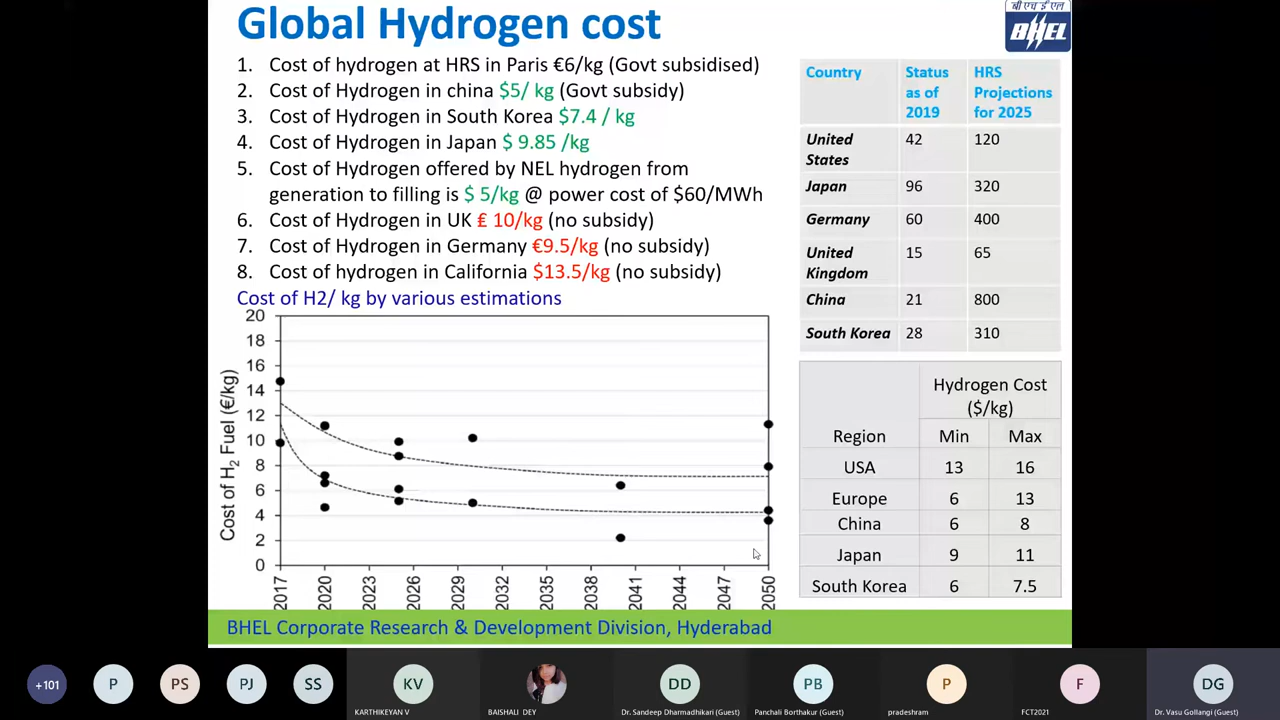 Global Hydrogen cost
बी एच ई एल
BHEL
1. Cost of hydrogen at HRS in Paris €6/kg (Govt subsidised)
2. Cost of Hydrogen in china $5/ kg (Govt subsidy)
3. Cost of Hydrogen in South Korea $7.4 / kg
4. Cost of Hydrogen in Japan $ 9.85 /kg
5. Cost of Hydrogen offered by NEL hydrogen from
generation to filling is $ 5/kg @ power cost of $60/MWh
6. Cost of Hydrogen in UK ₤ 10/kg (no subsidy)
7. Cost of Hydrogen in Germany €9.5/kg (no subsidy)
8. Cost of hydrogen in California $13.5/kg (no subsidy)
Cost of H2/ kg by various estimations
20
18
16
14
12
10
8
6
4
2
0
Cost of H2 Fuel (€/kg)
2017 2020 2023 2026 2029 2032 2035 2038 2041 2044 2047 2050
Country Status as of 2019 HRS Projections for 2025
United States 42 120
Japan 96 320
Germany 60 400
United Kingdom 15 65
China 21 800
South Korea 28 310
Hydrogen Cost
($/kg)
Region Min Max
USA 13 16
Europe 6 13
China 6 8
Japan 9 11
South Korea 6 7.5
BHEL Corporate Research & Development Division, Hyderabad
+101 P PS PJ SS KV DD PB P F DG
KARTHIKEYAN V BAISHALI DEY Dr. Sandeep Dharmadhikari (Guest) Panchali Borthakur (Guest) pradeshram FCT2021 Dr. Vasu Gollangi (Guest)